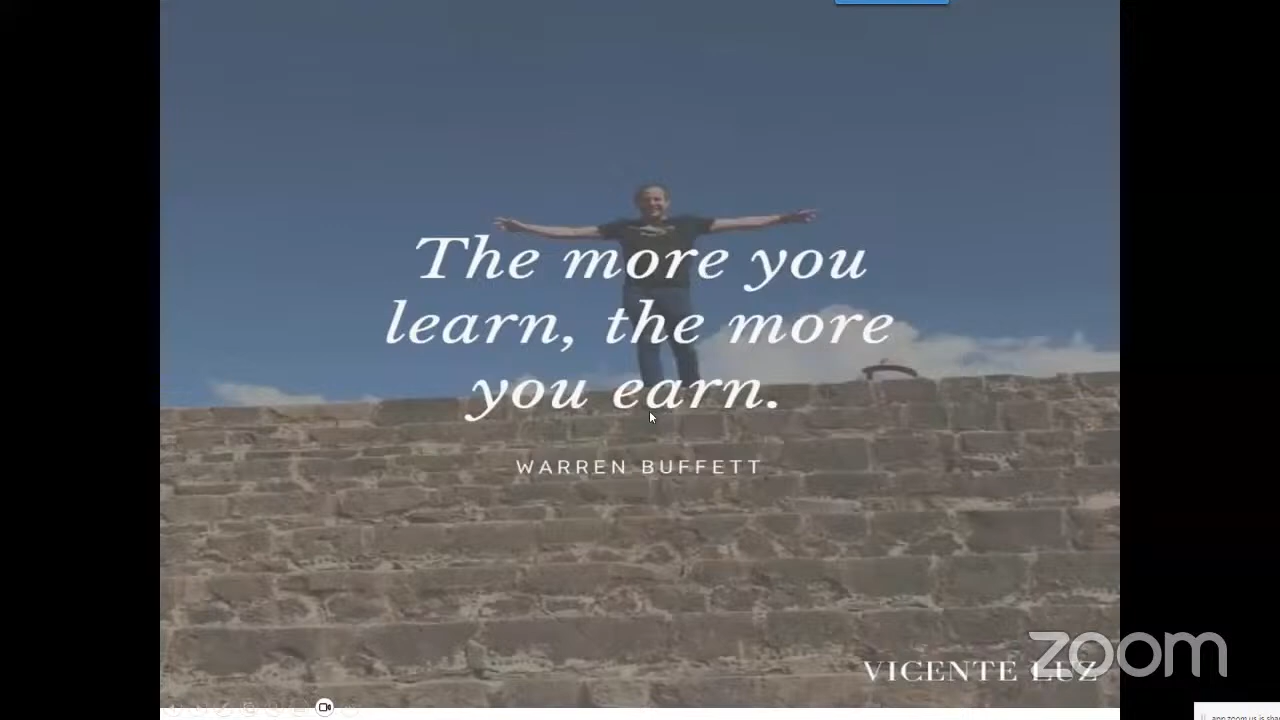 The more you
learn, the more
you earn.
WARREN BUFFETT
VICENTE LUZ
zoom